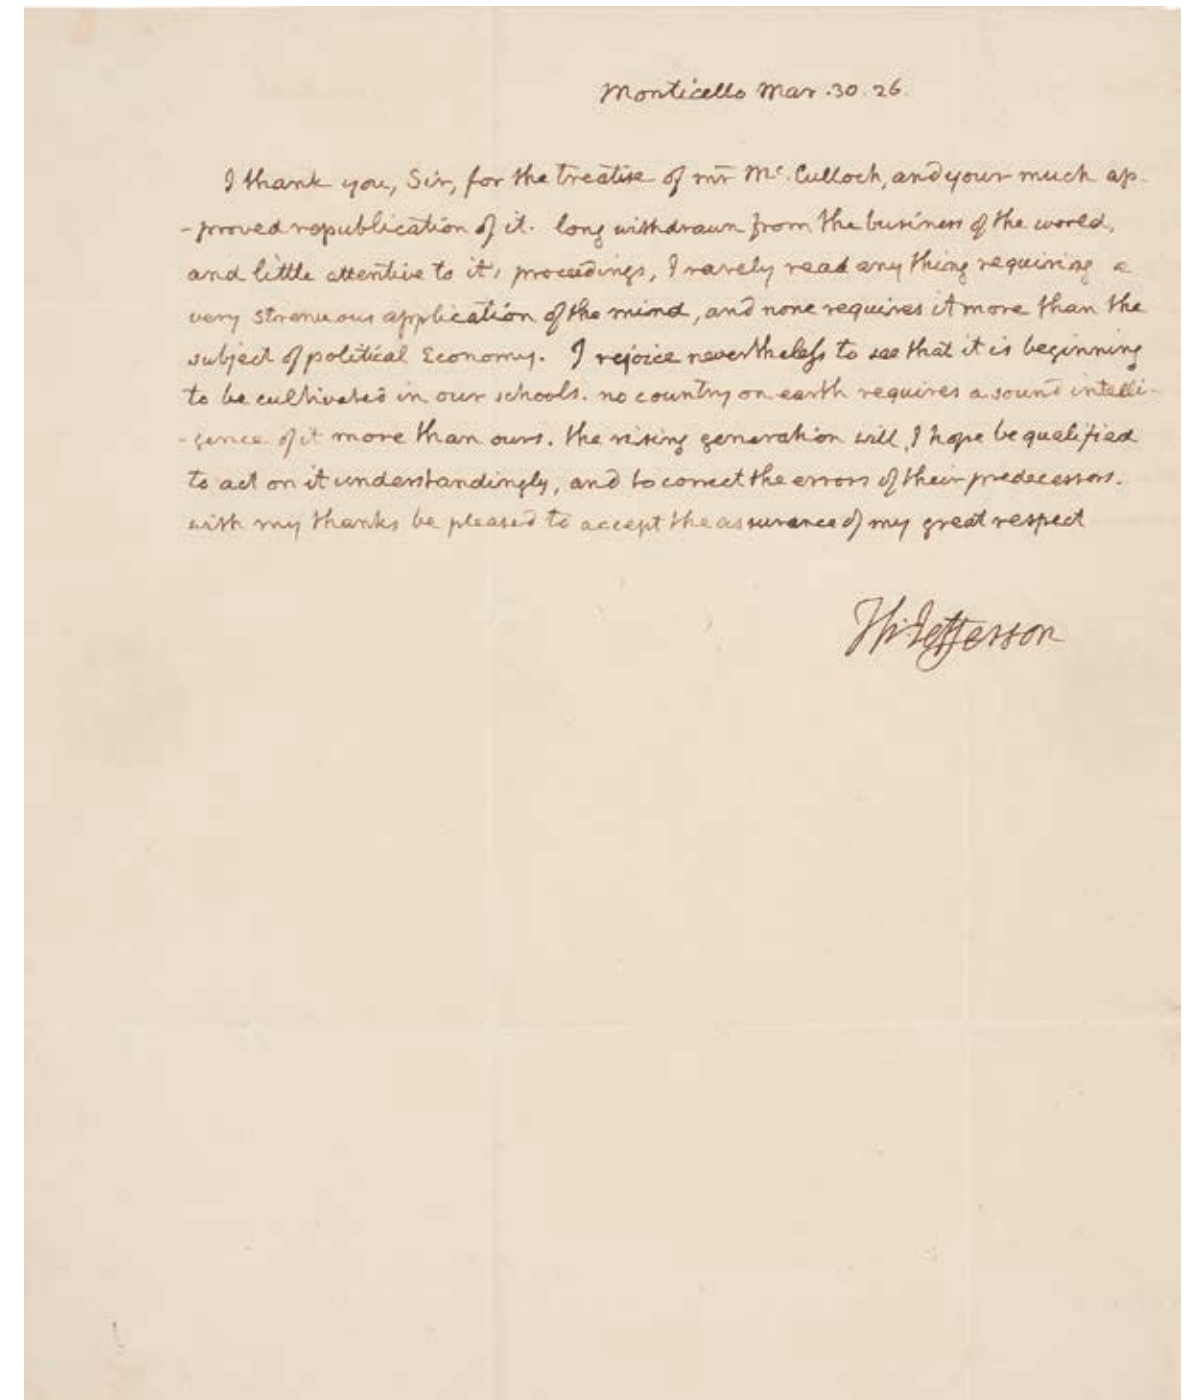 Monticello Mar. 30. 26.
I thank you, Sir, for the treatise of mr Mc. Culloch, and your much ap-
-proved republication of it. long withdrawn from the business of the world,
and little attentive to it's proceedings, I rarely read any thing requiring a
very strenuous application of the mind, and none requires it more than the
subject of political Economy. I rejoice nevertheless to see that it is beginning
to be cultivated in our schools. no country on earth requires a sound intelli-
-gence of it more than ours. the rising generation will, I hope be qualified
to act on it understandingly, and to correct the errors of their predecessors.
with my thanks be pleased to accept the assurance of my great respect
Th: Jefferson